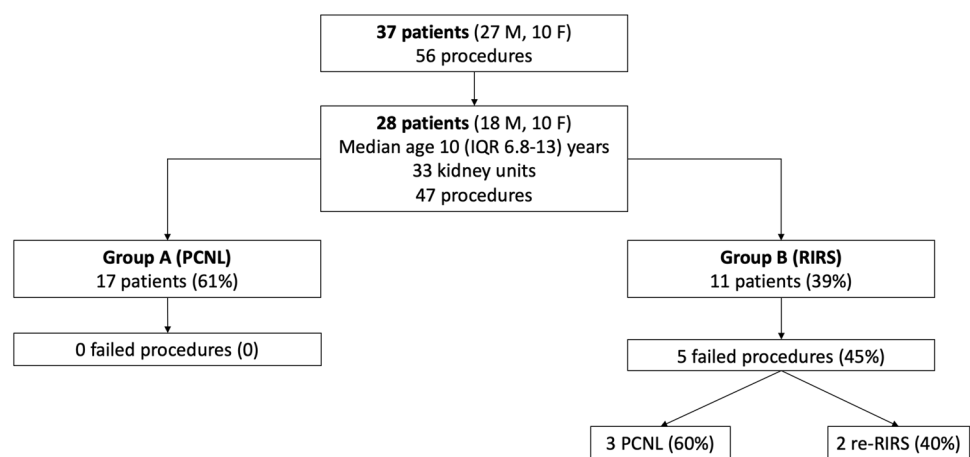 37 patients (27 M, 10 F)
56 procedures
28 patients (18 M, 10 F)
Median age 10 (IQR 6.8-13) years
33 kidney units
47 procedures
Group A (PCNL)
17 patients (61%)
0 failed procedures (0)
Group B (RIRS)
11 patients (39%)
5 failed procedures (45%)
3 PCNL (60%)
2 re-RIRS (40%)